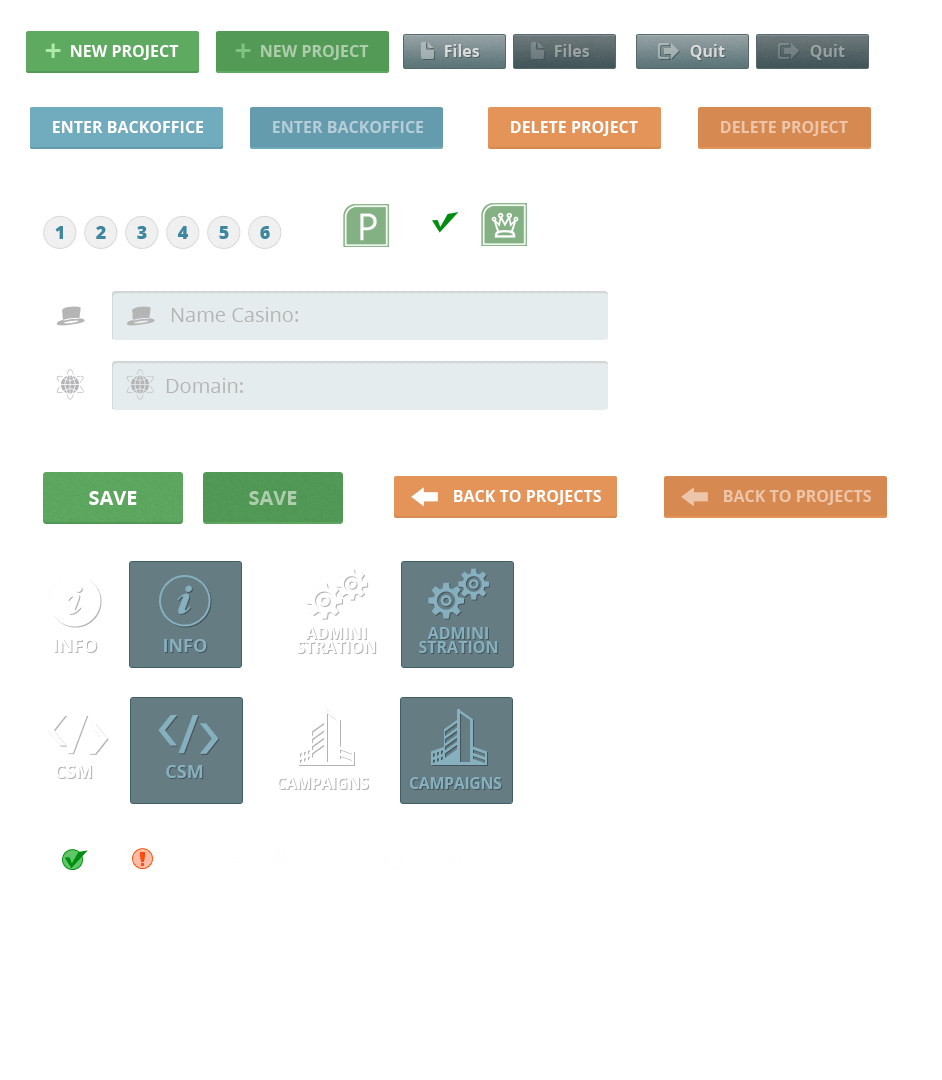 NEW PROJECT NEW PROJECT Files Files Quit Quit
ENTER BACKOFFICE ENTER BACKOFFICE DELETE PROJECT DELETE PROJECT
1 2 3 4 5 6 P
Name Casino:
Domain:
SAVE SAVE BACK TO PROJECTS BACK TO PROJECTS
i i
INFO INFO
ADMINI
STRATION
ADMINI
STRATION
CSM CSM
CAMPAIGNS CAMPAIGNS